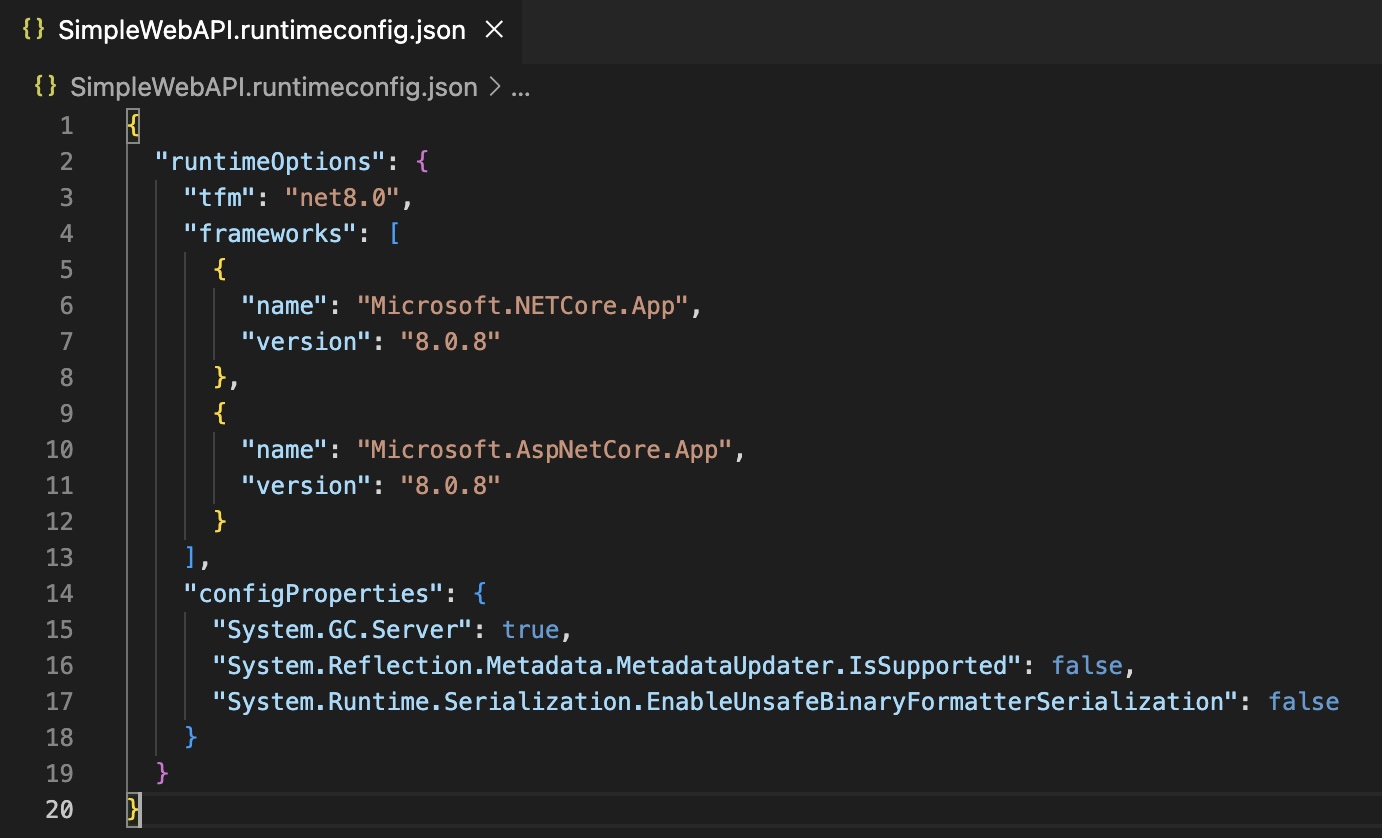 {} SimpleWebAPI.runtimeconfig.json ×
{} SimpleWebAPI.runtimeconfig.json > ...
1 {
2   "runtimeOptions": {
3     "tfm": "net8.0",
4     "frameworks": [
5       {
6         "name": "Microsoft.NETCore.App",
7         "version": "8.0.8"
8       },
9       {
10         "name": "Microsoft.AspNetCore.App",
11         "version": "8.0.8"
12       }
13     ],
14     "configProperties": {
15       "System.GC.Server": true,
16       "System.Reflection.Metadata.MetadataUpdater.IsSupported": false,
17       "System.Runtime.Serialization.EnableUnsafeBinaryFormatterSerialization": false
18     }
19   }
20 }